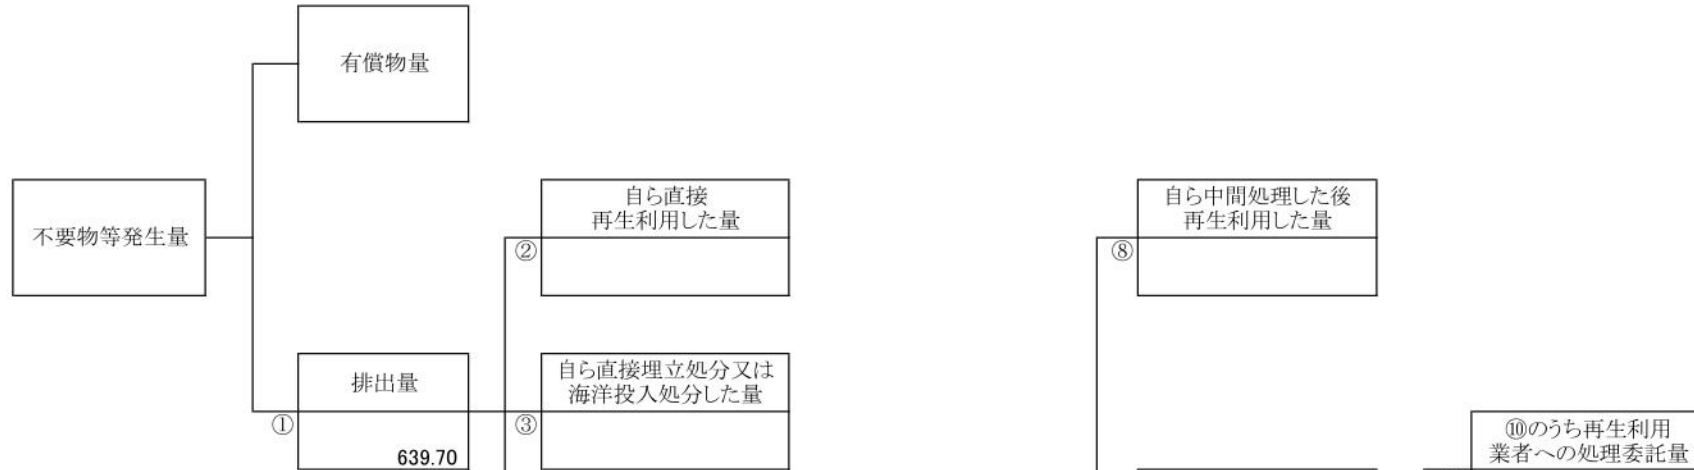 有償物量
不要物等発生量
自ら直接
再生利用した量
②
自ら中間処理した後
再生利用した量
⑧
排出量
①
639.70
自ら直接埋立処分又は
海洋投入処分した量
③
⑩のうち再生利用
業者への処理委託量